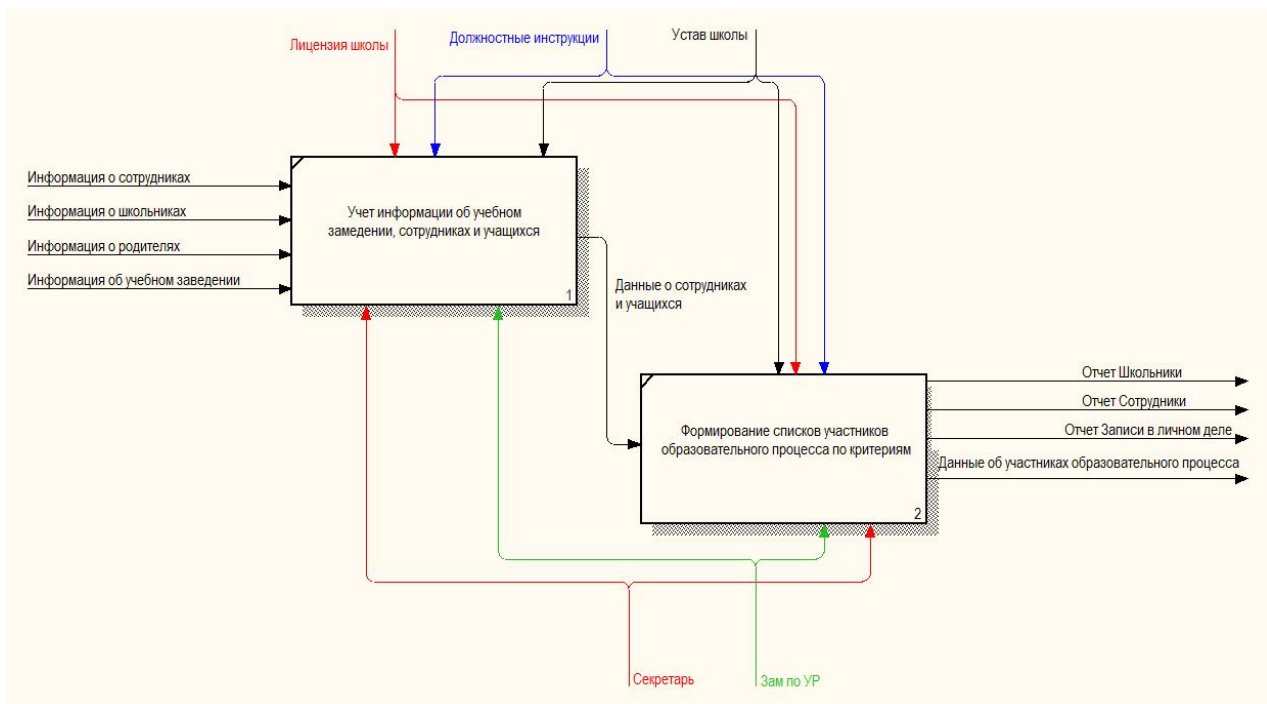 Лицензия школы
Должностные инструкции
Устав школы
Информация о сотрудниках
Информация о школьниках
Информация о родителях
Информация об учебном заведении
Учет информации об учебном
замедении, сотрудниках и учащихся
1
Данные о сотрудниках
и учащихся
Формирование списков участников
образовательного процесса по критериям
2
Отчет Школьники
Отчет Сотрудники
Отчет Записи в личном деле
Данные об участниках образовательного процесса
Секретарь
Зам по УР